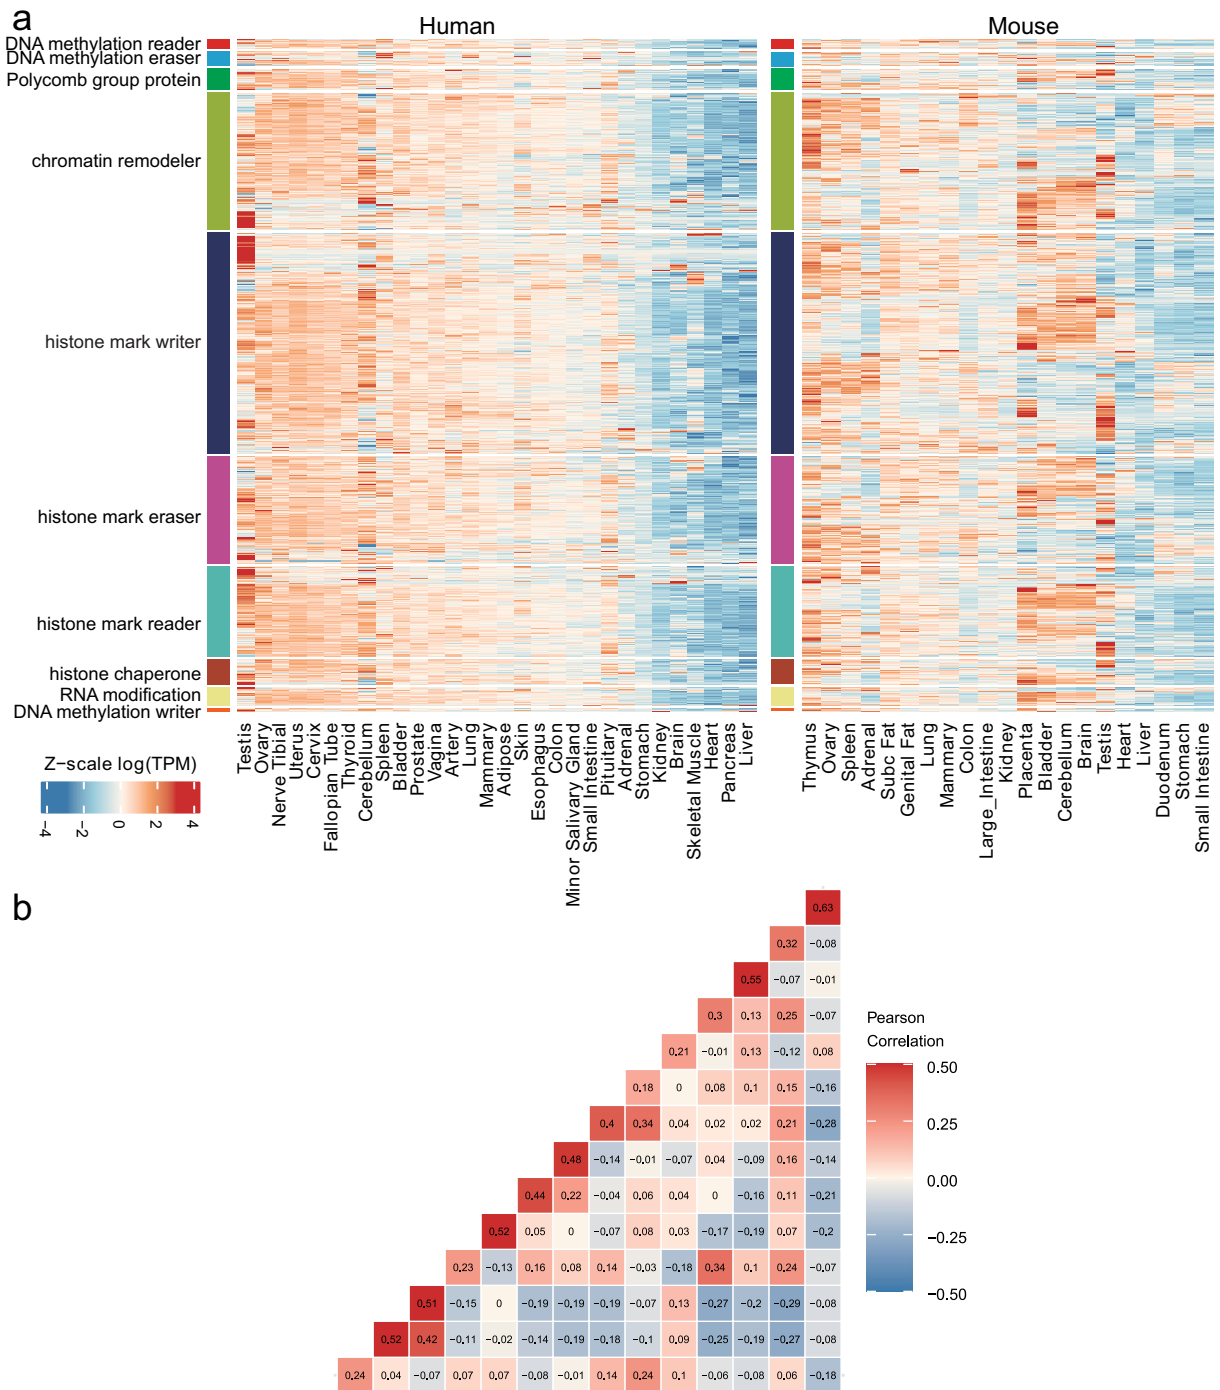 a
Human
Mouse
DNA methylation reader
DNA methylation eraser
Polycomb group protein
chromatin remodeler
histone mark writer
histone mark eraser
histone mark reader
histone chaperone
RNA modification
DNA methylation writer
Testis
Ovary
Nerve Tibial
Uterus
Cervix
Fallopian Tube
Thyroid
Cerebellum
Spleen
Bladder
Prostate
Vagina
Artery
Lung
Mammary
Adipose
Skin
Esophagus
Colon
Minor Salivary Gland
Small Intestine
Pituitary
Adrenal
Stomach
Kidney
Brain
Skeletal Muscle
Heart
Pancreas
Liver
Thymus
Ovary
Spleen
Adrenal
Subc Fat
Genital Fat
Lung
Mammary
Colon
Large_Intestine
Kidney
Placenta
Bladder
Cerebellum
Brain
Testis
Heart
Liver
Duodenum
Stomach
Small Intestine
Z-scale log(TPM)
-4 -2 0 2 4
b
0.63
0.32 -0.08
0.55 -0.07 -0.01
0.3 0.13 0.25 -0.07
0.21 -0.01 0.13 -0.12 0.08
0.18 0 0.08 0.1 0.15 -0.16
0.4 0.34 0.04 0.02 0.02 0.21 -0.28
0.48 -0.14 -0.01 -0.07 0.04 -0.09 0.16 -0.14
0.44 0.22 -0.04 0.06 0.04 0 -0.16 0.11 -0.21
0.52 0.05 0 -0.07 0.08 0.03 -0.17 -0.19 0.07 -0.2
0.23 -0.13 0.16 0.08 0.14 -0.03 -0.18 0.34 0.1 0.24 -0.07
0.51 -0.15 0 -0.19 -0.19 -0.19 -0.07 0.13 -0.27 -0.2 -0.29 -0.08
0.52 0.42 -0.11 -0.02 -0.14 -0.19 -0.18 -0.1 0.09 -0.25 -0.19 -0.27 -0.08
0.24 0.04 -0.07 0.07 0.07 -0.08 -0.01 0.14 0.24 0.1 -0.06 -0.08 0.06 -0.18
Pearson
Correlation
0.50
0.25
0.00
-0.25
-0.50